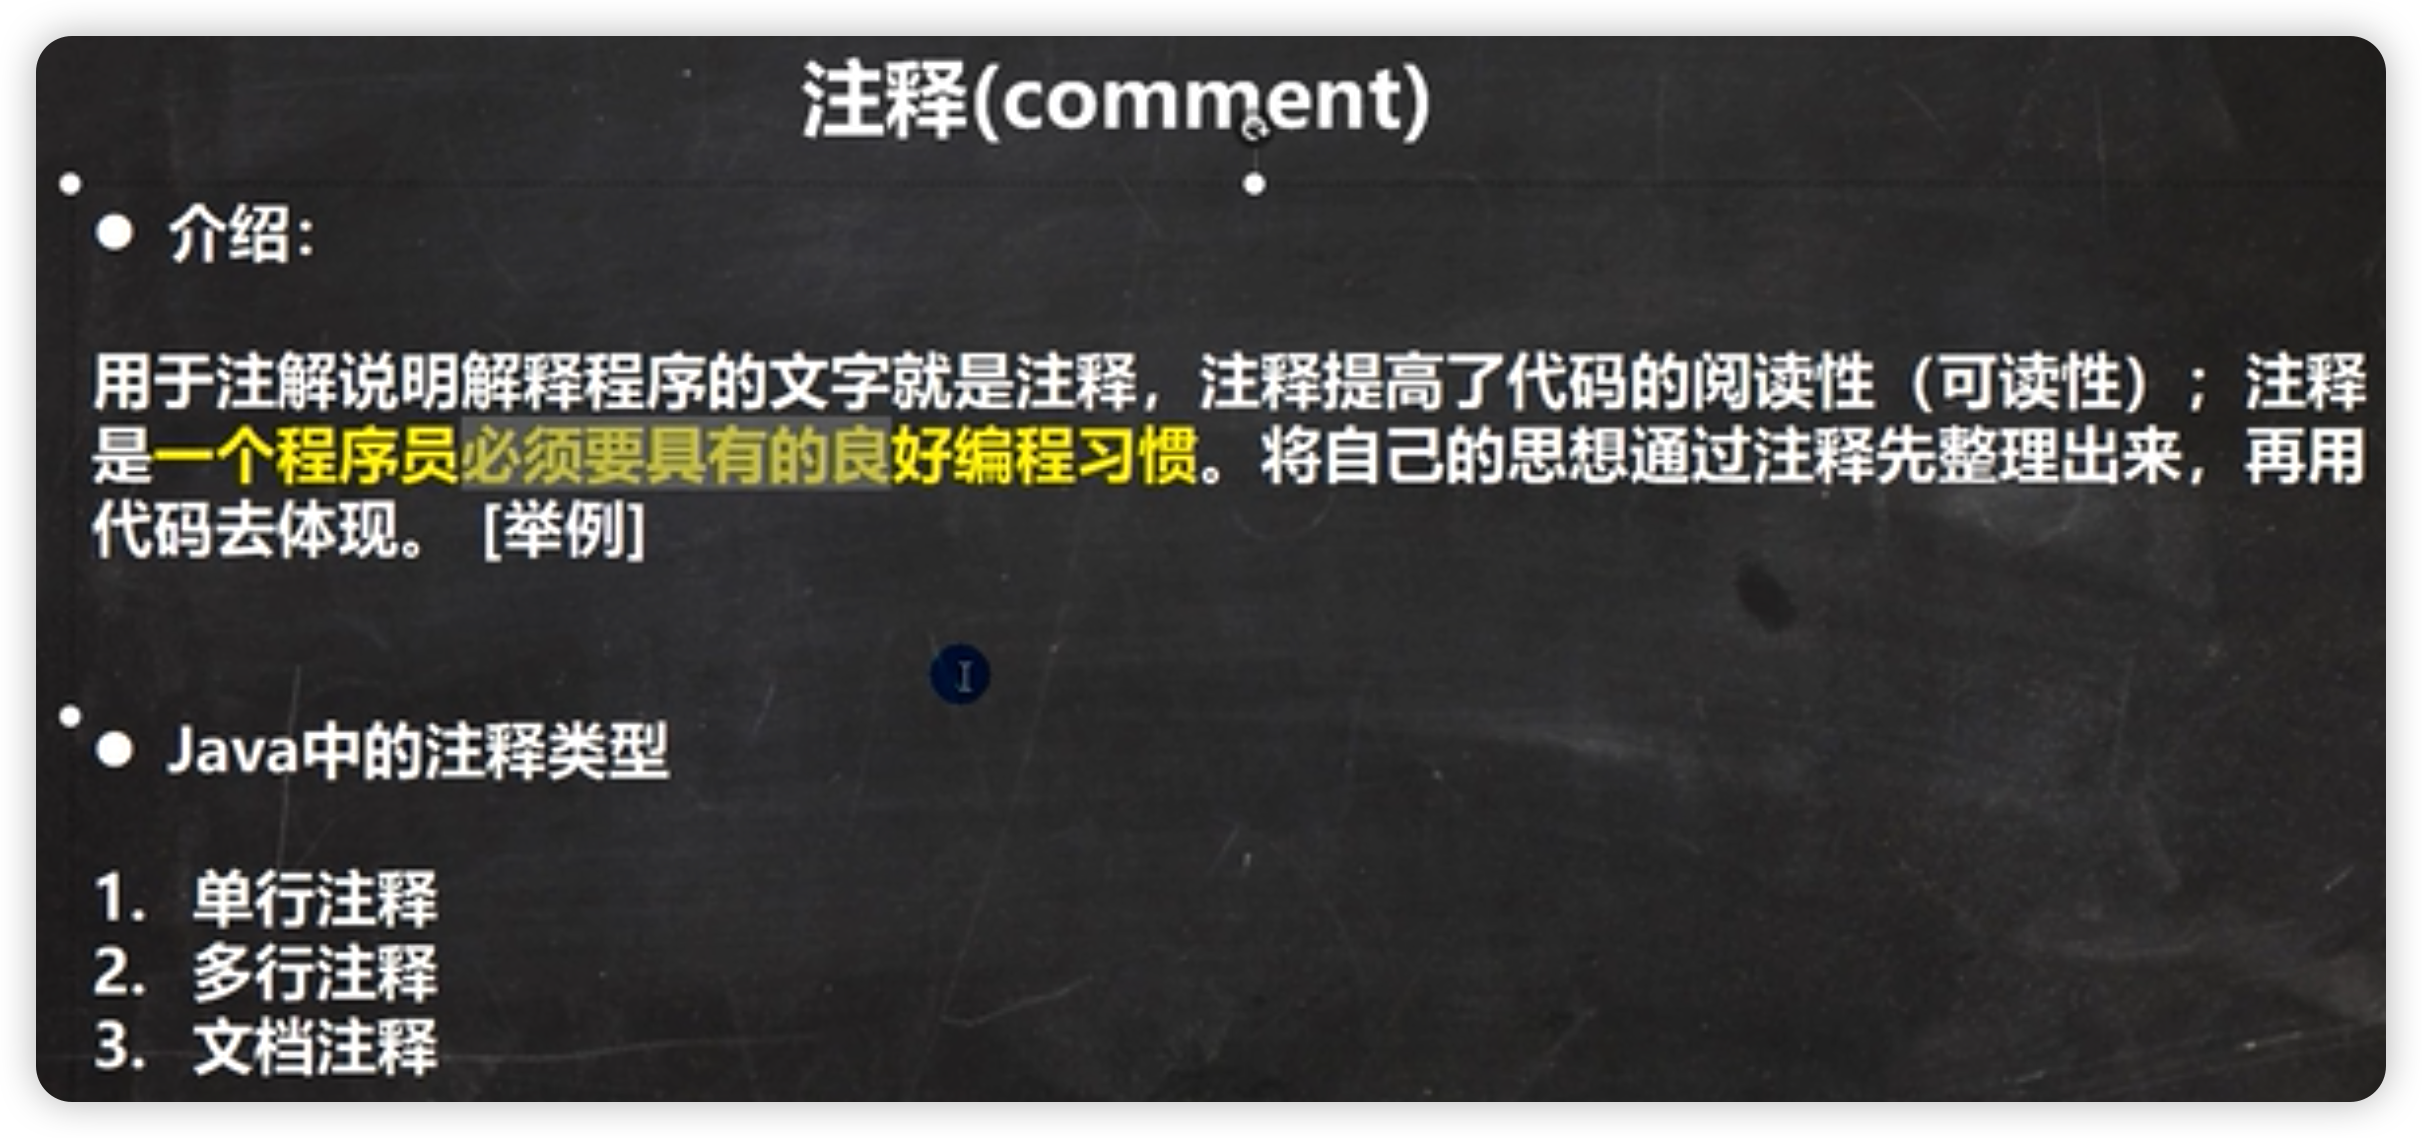 注释(comment)
● 介绍：
用于注解说明解释程序的文字就是注释，注释提高了代码的阅读性（可读性）；注释
是一个程序员必须要具有的良好编程习惯。将自己的思想通过注释先整理出来，再用
代码去体现。 [举例]
● Java中的注释类型
1. 单行注释
2. 多行注释
3. 文档注释